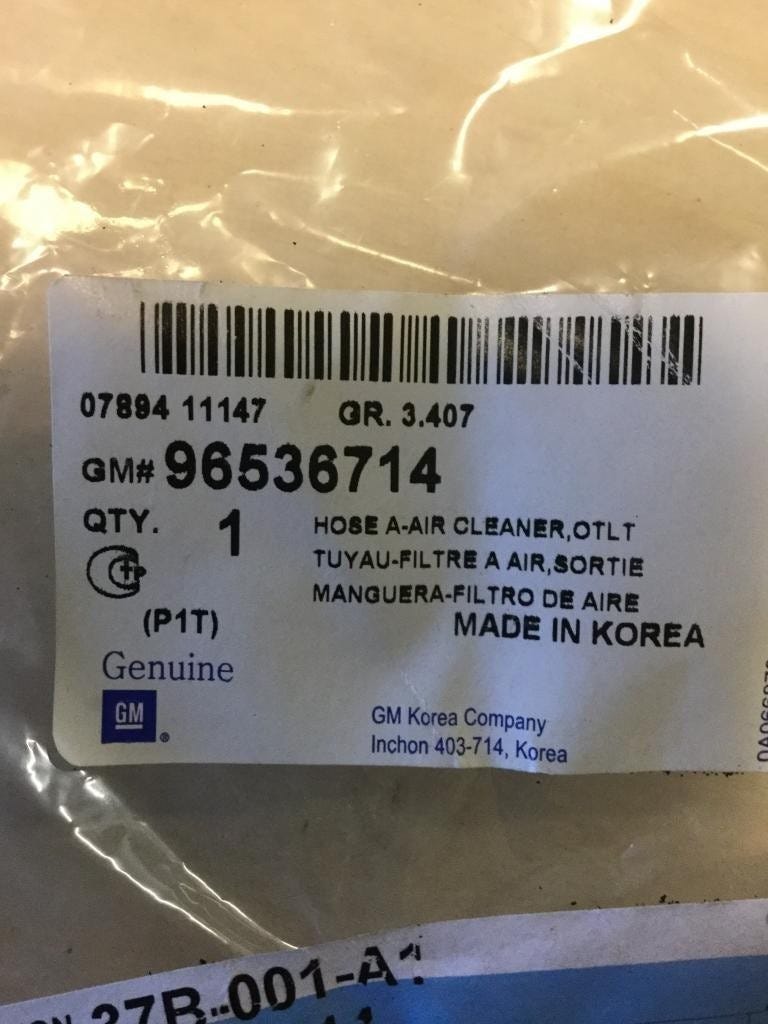 07894 11147 GR. 3.407
GM# 96536714
QTY. 1
HOSE A-AIR CLEANER,OTLT
TUYAU-FILTRE A AIR,SORTIE
MANGUERA-FILTRO DE AIRE
(P1T)
MADE IN KOREA
Genuine
GM ®
GM Korea Company
Inchon 403-714, Korea
27B-001-A1